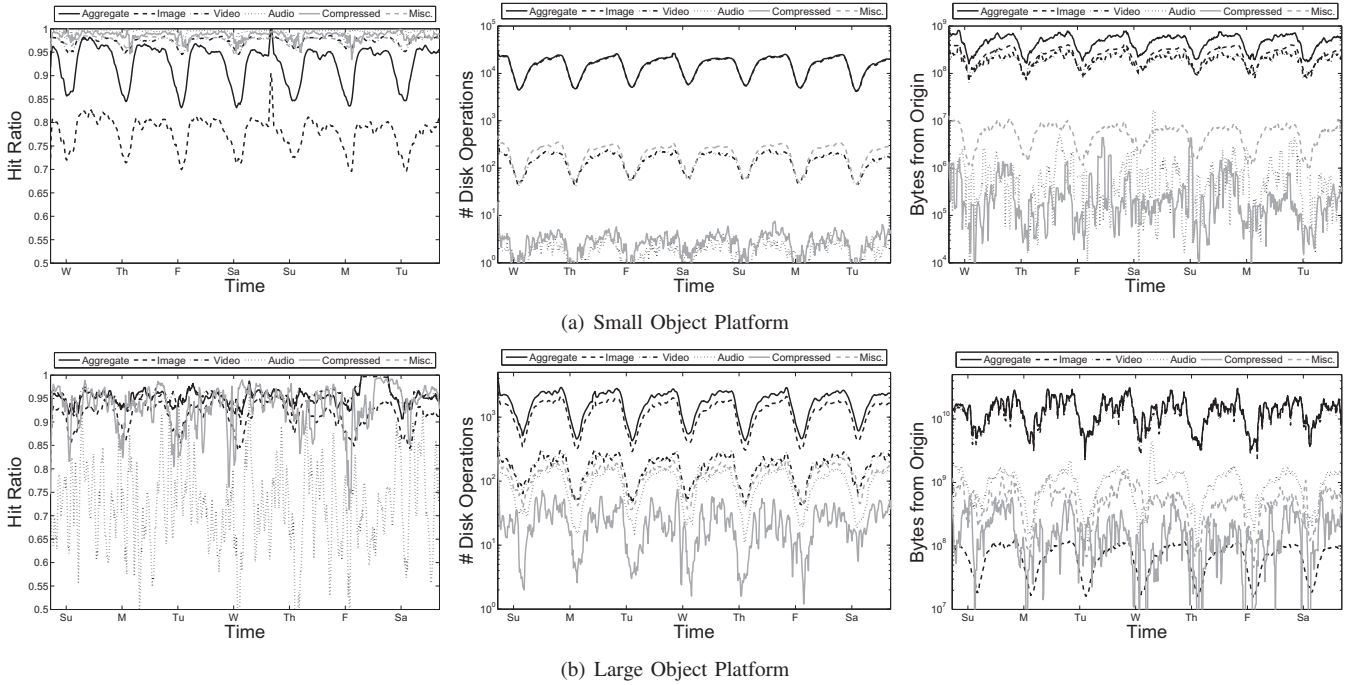 Aggregate Image Video Audio Compressed Misc.
1
0.95
0.9
0.85
0.8
0.75
0.7
0.65
0.6
0.55
0.5
Hit Ratio
W Th F Sa Su M Tu
Time
Aggregate Image Video Audio Compressed Misc.
10^5
10^4
10^3
10^2
10^1
10^0
# Disk Operations
W Th F Sa Su M Tu
Time
Aggregate Image Video Audio Compressed Misc.
10^9
10^8
10^7
10^6
10^5
10^4
Bytes from Origin
W Th F Sa Su M Tu
Time
(a) Small Object Platform
Aggregate Image Video Audio Compressed Misc.
1
0.95
0.9
0.85
0.8
0.75
0.7
0.65
0.6
0.55
0.5
Hit Ratio
Su M Tu W Th F Sa
Time
Aggregate Image Video Audio Compressed Misc.
10^3
10^2
10^1
10^0
# Disk Operations
Su M Tu W Th F Sa
Time
Aggregate Image Video Audio Compressed Misc.
10^10
10^9
10^8
10^7
Bytes from Origin
Su M Tu W Th F Sa
Time
(b) Large Object Platform